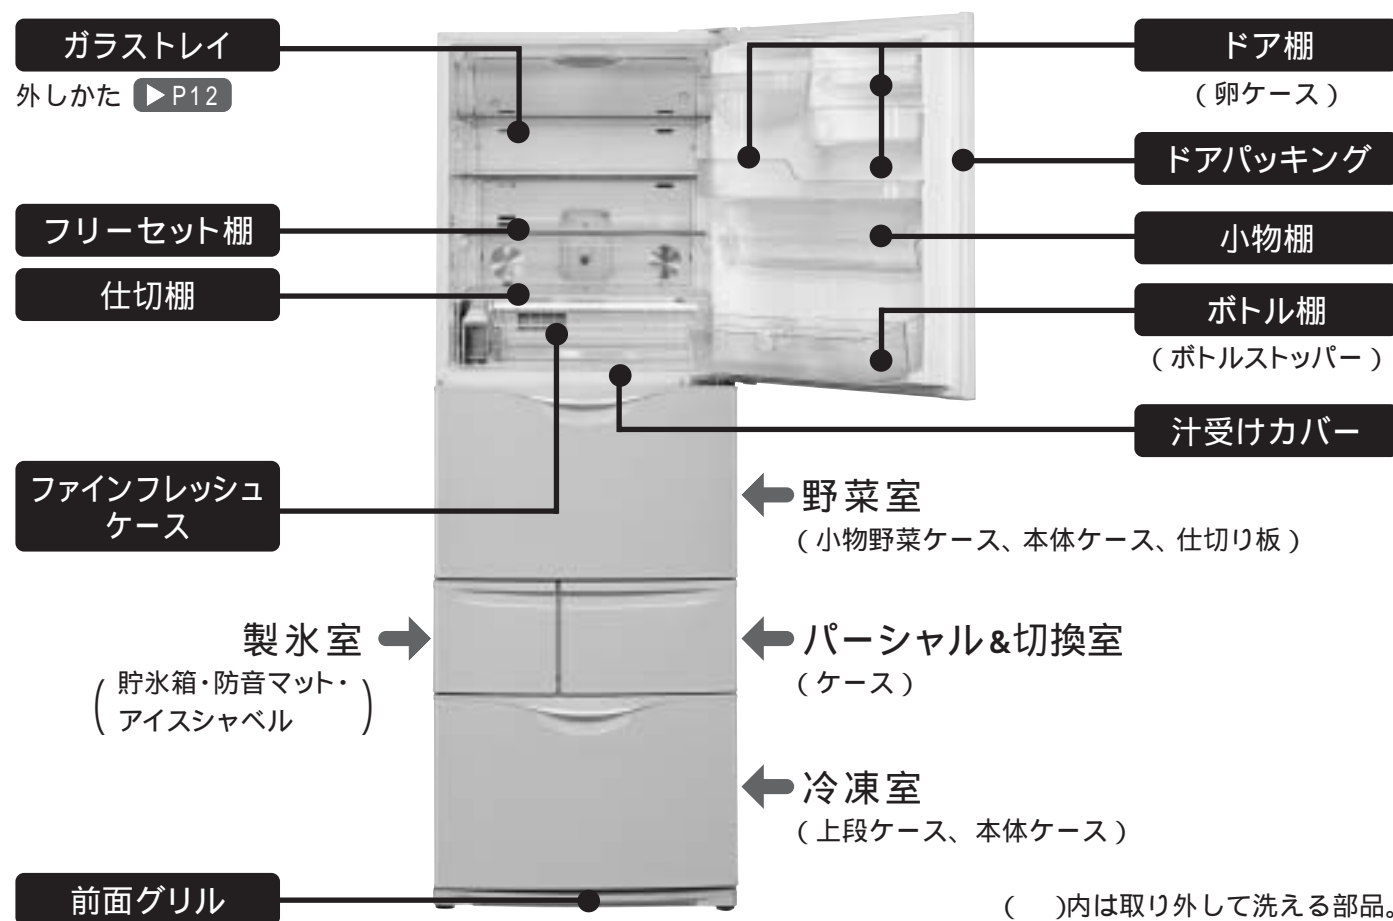 ガラストレイ
外しかた ▶P12
フリーセット棚
仕切棚
ファインフレッシュ
ケース
製氷室
(貯氷箱・防音マット・
アイスシャベル)
前面グリル
ドア棚
(卵ケース)
ドアパッキング
小物棚
ボトル棚
(ボトルストッパー)
汁受けカバー
野菜室
(小物野菜ケース、本体ケース、仕切り板)
パーシャル&切換室
(ケース)
冷凍室
(上段ケース、本体ケース)
(　)内は取り外して洗える部品。